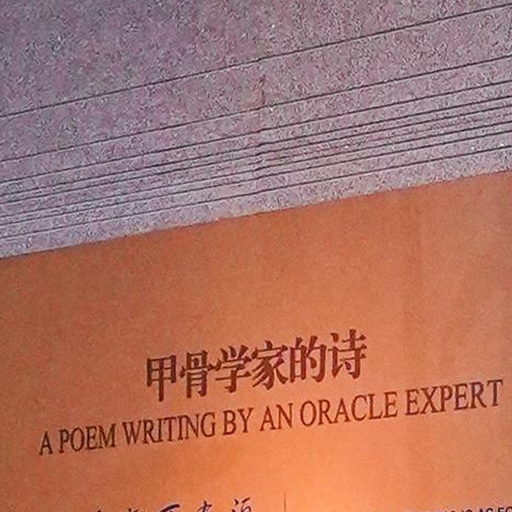 甲骨学家的诗
A POEM WRITING BY AN ORACLE EXPERT